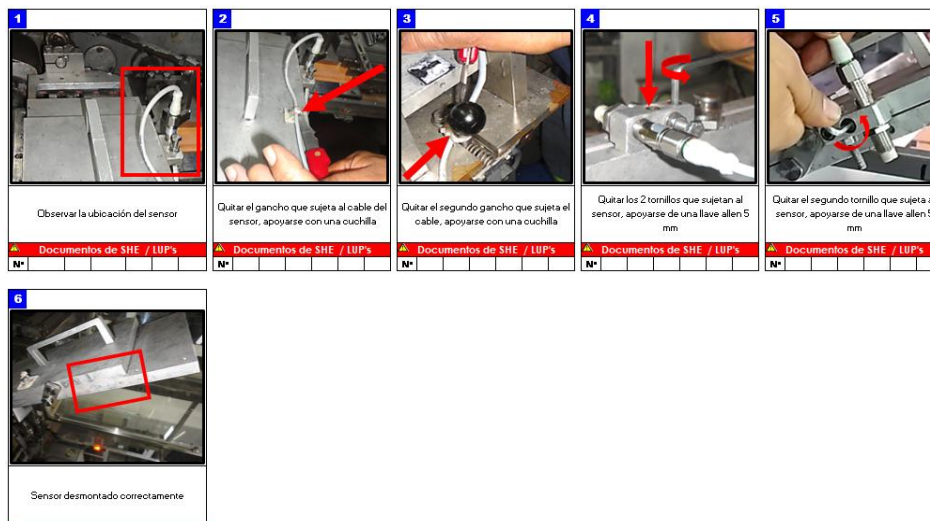 1
2
3
4
5
Observar la ubicación del sensor
Quitar el gancho que sujeta al cable del
sensor, apoyarse con una cuchilla
Quitar el segundo gancho que sujeta el
cable, apoyarse con una cuchilla
Quitar los 2 tornillos que sujetan al
sensor, apoyarse de una llave allen 5
mm
Quitar el segundo tornillo que sujeta a
sensor, apoyarse de una llave allen 5
mm
Documentos de SHE / LUP's
Documentos de SHE / LUP's
Documentos de SHE / LUP's
Documentos de SHE / LUP's
Documentos de SHE / LUP's
N°
N°
N°
N°
N°
6
Sensor desmontado correctamente